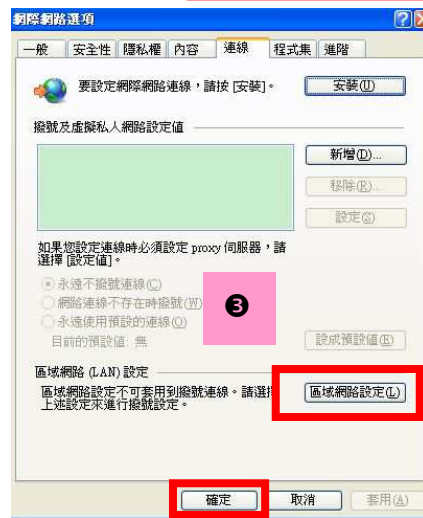 網際網路選項
一般 安全性 隱私權 內容 連線 程式集 進階
要設定網際網路連線，請按 [安裝]。 安裝(U)
撥號及虛擬私人網路設定值
新增(D)...
移除(R)...
設定(S)
如果您設定連線時必須設定 proxy 伺服器，請
選擇 [設定值]。
永遠不撥號連線(C)
網路連線不存在時撥號(W)
永遠使用預設的連線(O)
❸
目前的預設值: 無 設成預設值(E)
區域網路 (LAN) 設定
區域網路設定不可套用到撥號連線。請選擇 區域網路設定(L)
上述設定來進行撥號設定。
確定 取消 套用(A)